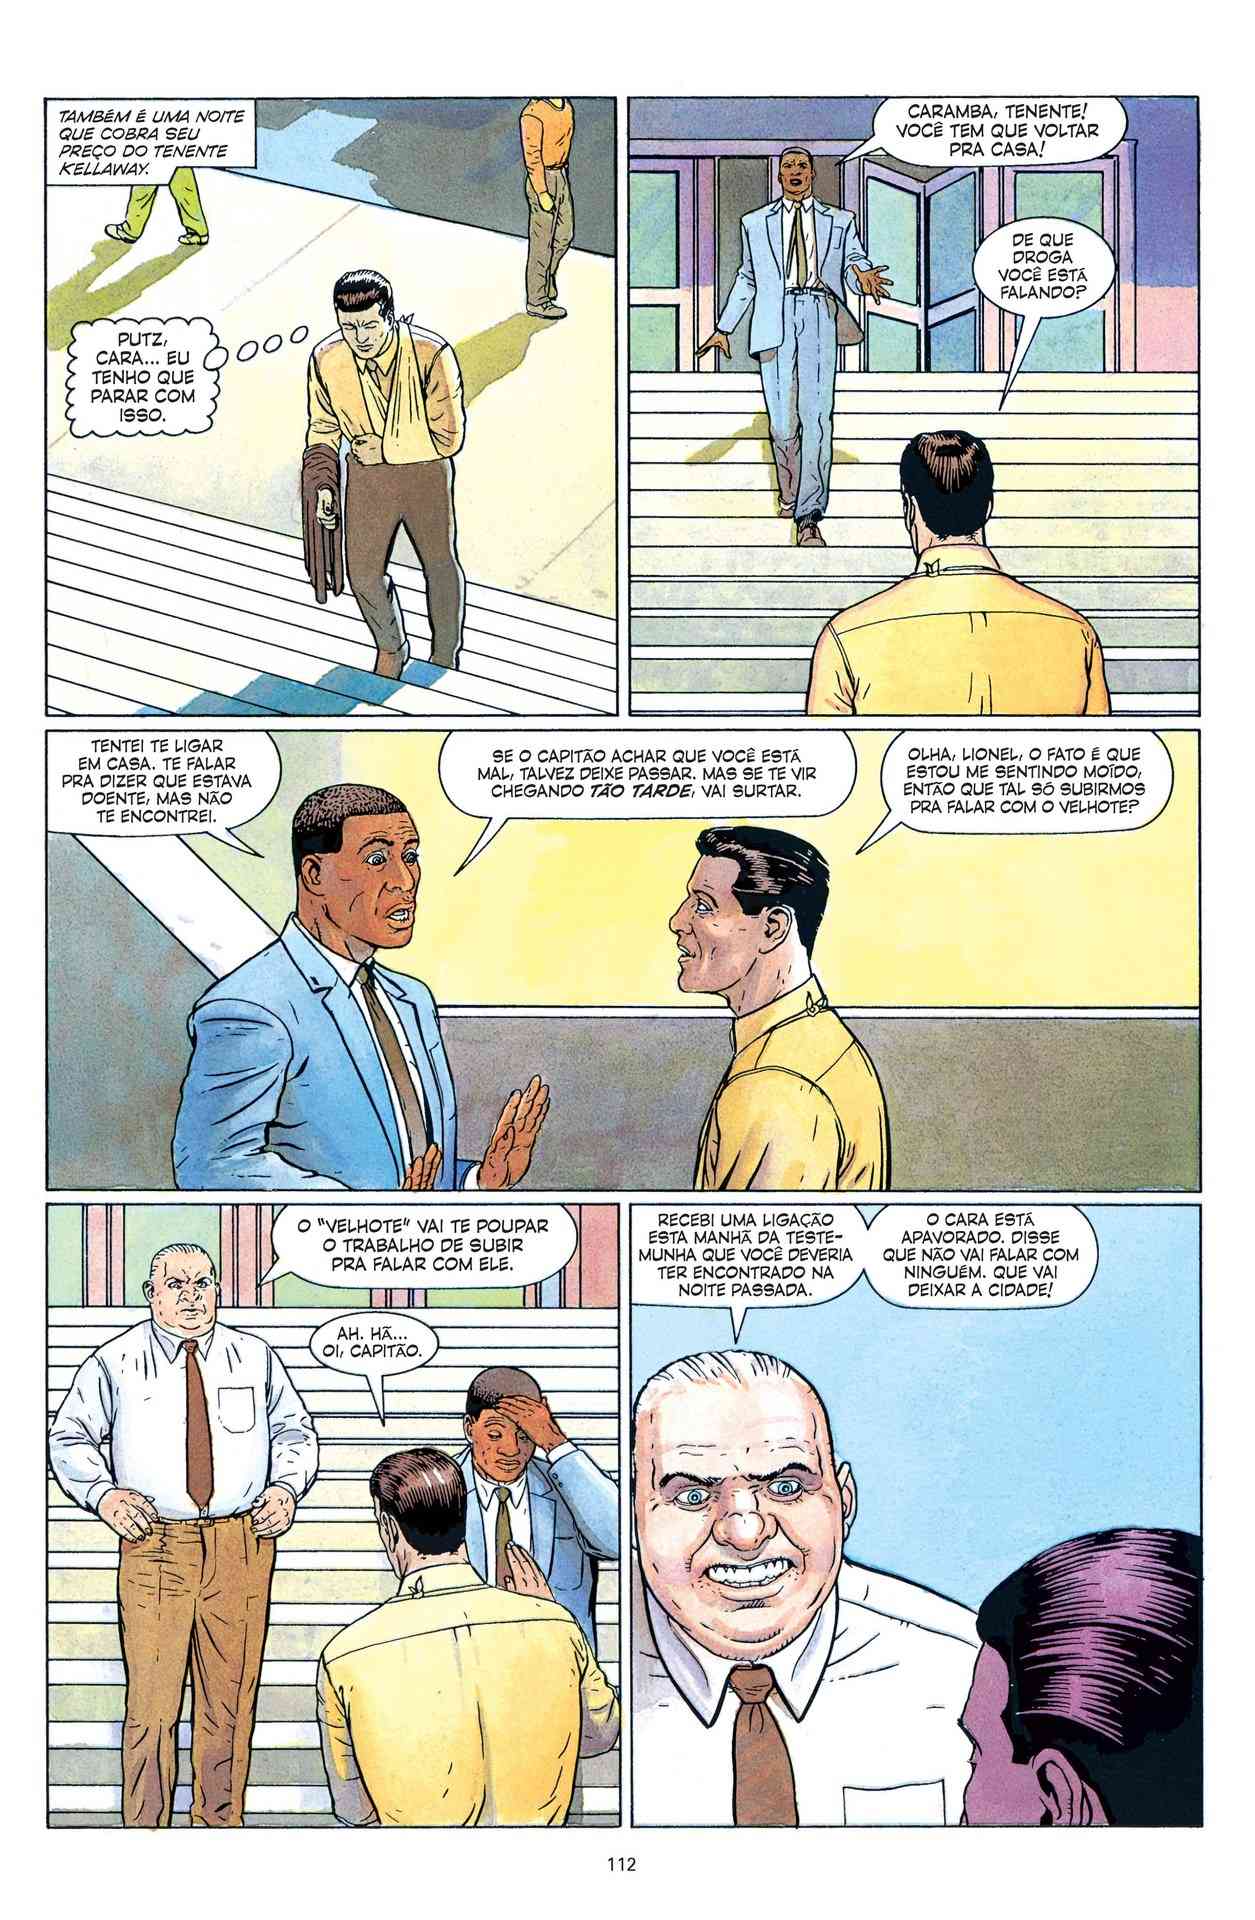 TAMBÉM É UMA NOITE
QUE COBRA SEU
PREÇO DO TENENTE
KELLAWAY.
PUTZ,
CARA... EU
TENHO QUE
PARAR COM
ISSO.
CARAMBA, TENENTE!
VOCÊ TEM QUE VOLTAR
PRA CASA!
DE QUE
DROGA
VOCÊ ESTÁ
FALANDO?
TENTEI TE LIGAR
EM CASA. TE FALAR
PRA DIZER QUE ESTAVA
DOENTE, MAS NÃO
TE ENCONTREI.
SE O CAPITÃO ACHAR QUE VOCÊ ESTÁ
MAL, TALVEZ DEIXE PASSAR. MAS SE TE VIR
CHEGANDO TÃO TARDE, VAI SURTAR.
OLHA, LIONEL, O FATO É QUE
ESTOU ME SENTINDO MOÍDO,
ENTÃO QUE TAL SÓ SUBIRMOS
PRA FALAR COM O VELHOTE?
O "VELHOTE" VAI TE POUPAR
O TRABALHO DE SUBIR
PRA FALAR COM ELE.
AH. HÃ...
OI, CAPITÃO.
RECEBI UMA LIGAÇÃO
ESTA MANHÃ DA TESTE-
MUNHA QUE VOCÊ DEVERIA
TER ENCONTRADO NA
NOITE PASSADA.
O CARA ESTÁ
APAVORADO. DISSE
QUE NÃO VAI FALAR COM
NINGUÉM. QUE VAI
DEIXAR A CIDADE!
112